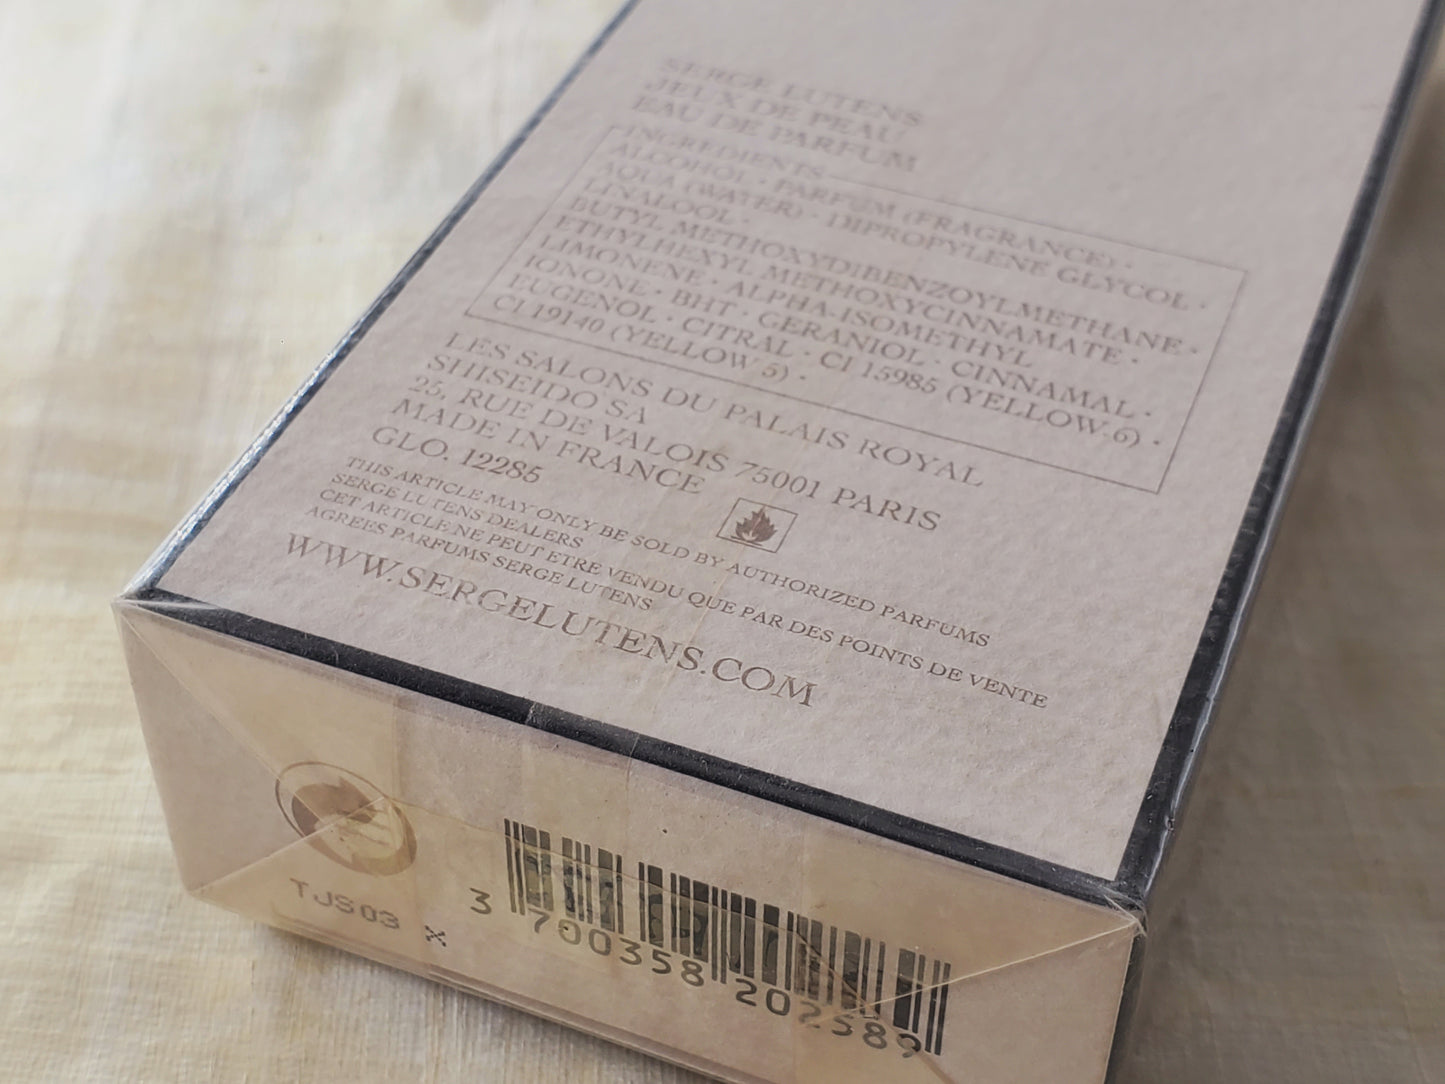 SERGE LUTENS
JEUX DE PEAU
EAU DE PARFUM
INGREDIENTS
ALCOHOL · PARFUM (FRAGRANCE) ·
AQUA (WATER) · DIPROPYLENE GLYCOL ·
LINALOOL ·
BUTYL METHOXYDIBENZOYLMETHANE ·
ETHYLHEXYL METHOXYCINNAMATE ·
LIMONENE · ALPHA-ISOMETHYL
IONONE · BHT · GERANIOL · CINNAMAL ·
EUGENOL · CITRAL · CI 15985 (YELLOW 6) ·
CI 19140 (YELLOW 5) ·
LES SALONS DU PALAIS ROYAL
SHISEIDO SA
25, RUE DE VALOIS 75001 PARIS
MADE IN FRANCE
GLO. 12285
THIS ARTICLE MAY ONLY BE SOLD BY AUTHORIZED PARFUMS
SERGE LUTENS DEALERS
CET ARTICLE NE PEUT ETRE VENDU QUE PAR DES POINTS DE VENTE
AGREES PARFUMS SERGE LUTENS
WWW.SERGELUTENS.COM
TJS03 X
3 700358 202589